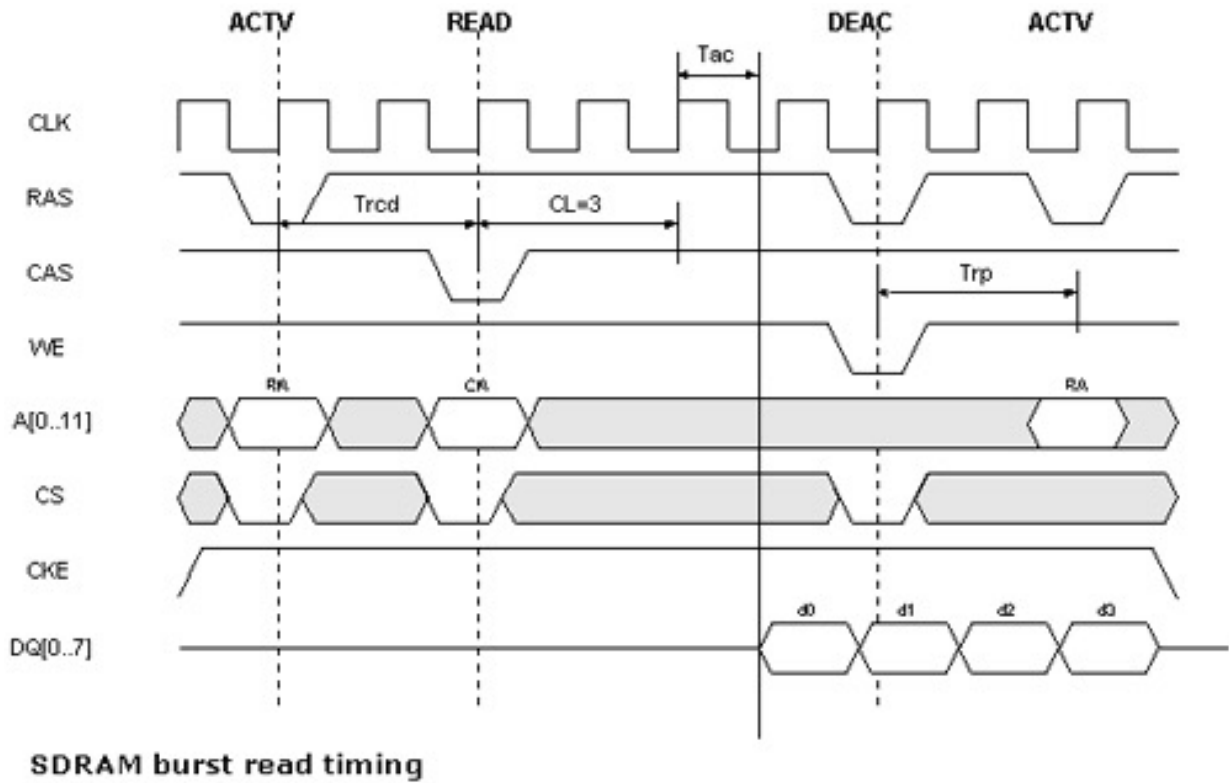 ACTV READ DEAC ACTV
Tac
CLK
RAS
Trcd CL=3
CAS
Trp
WE
RA CA RA
A[0..11]
CS
CKE
d0 d1 d2 d3
DQ[0..7]
SDRAM burst read timing